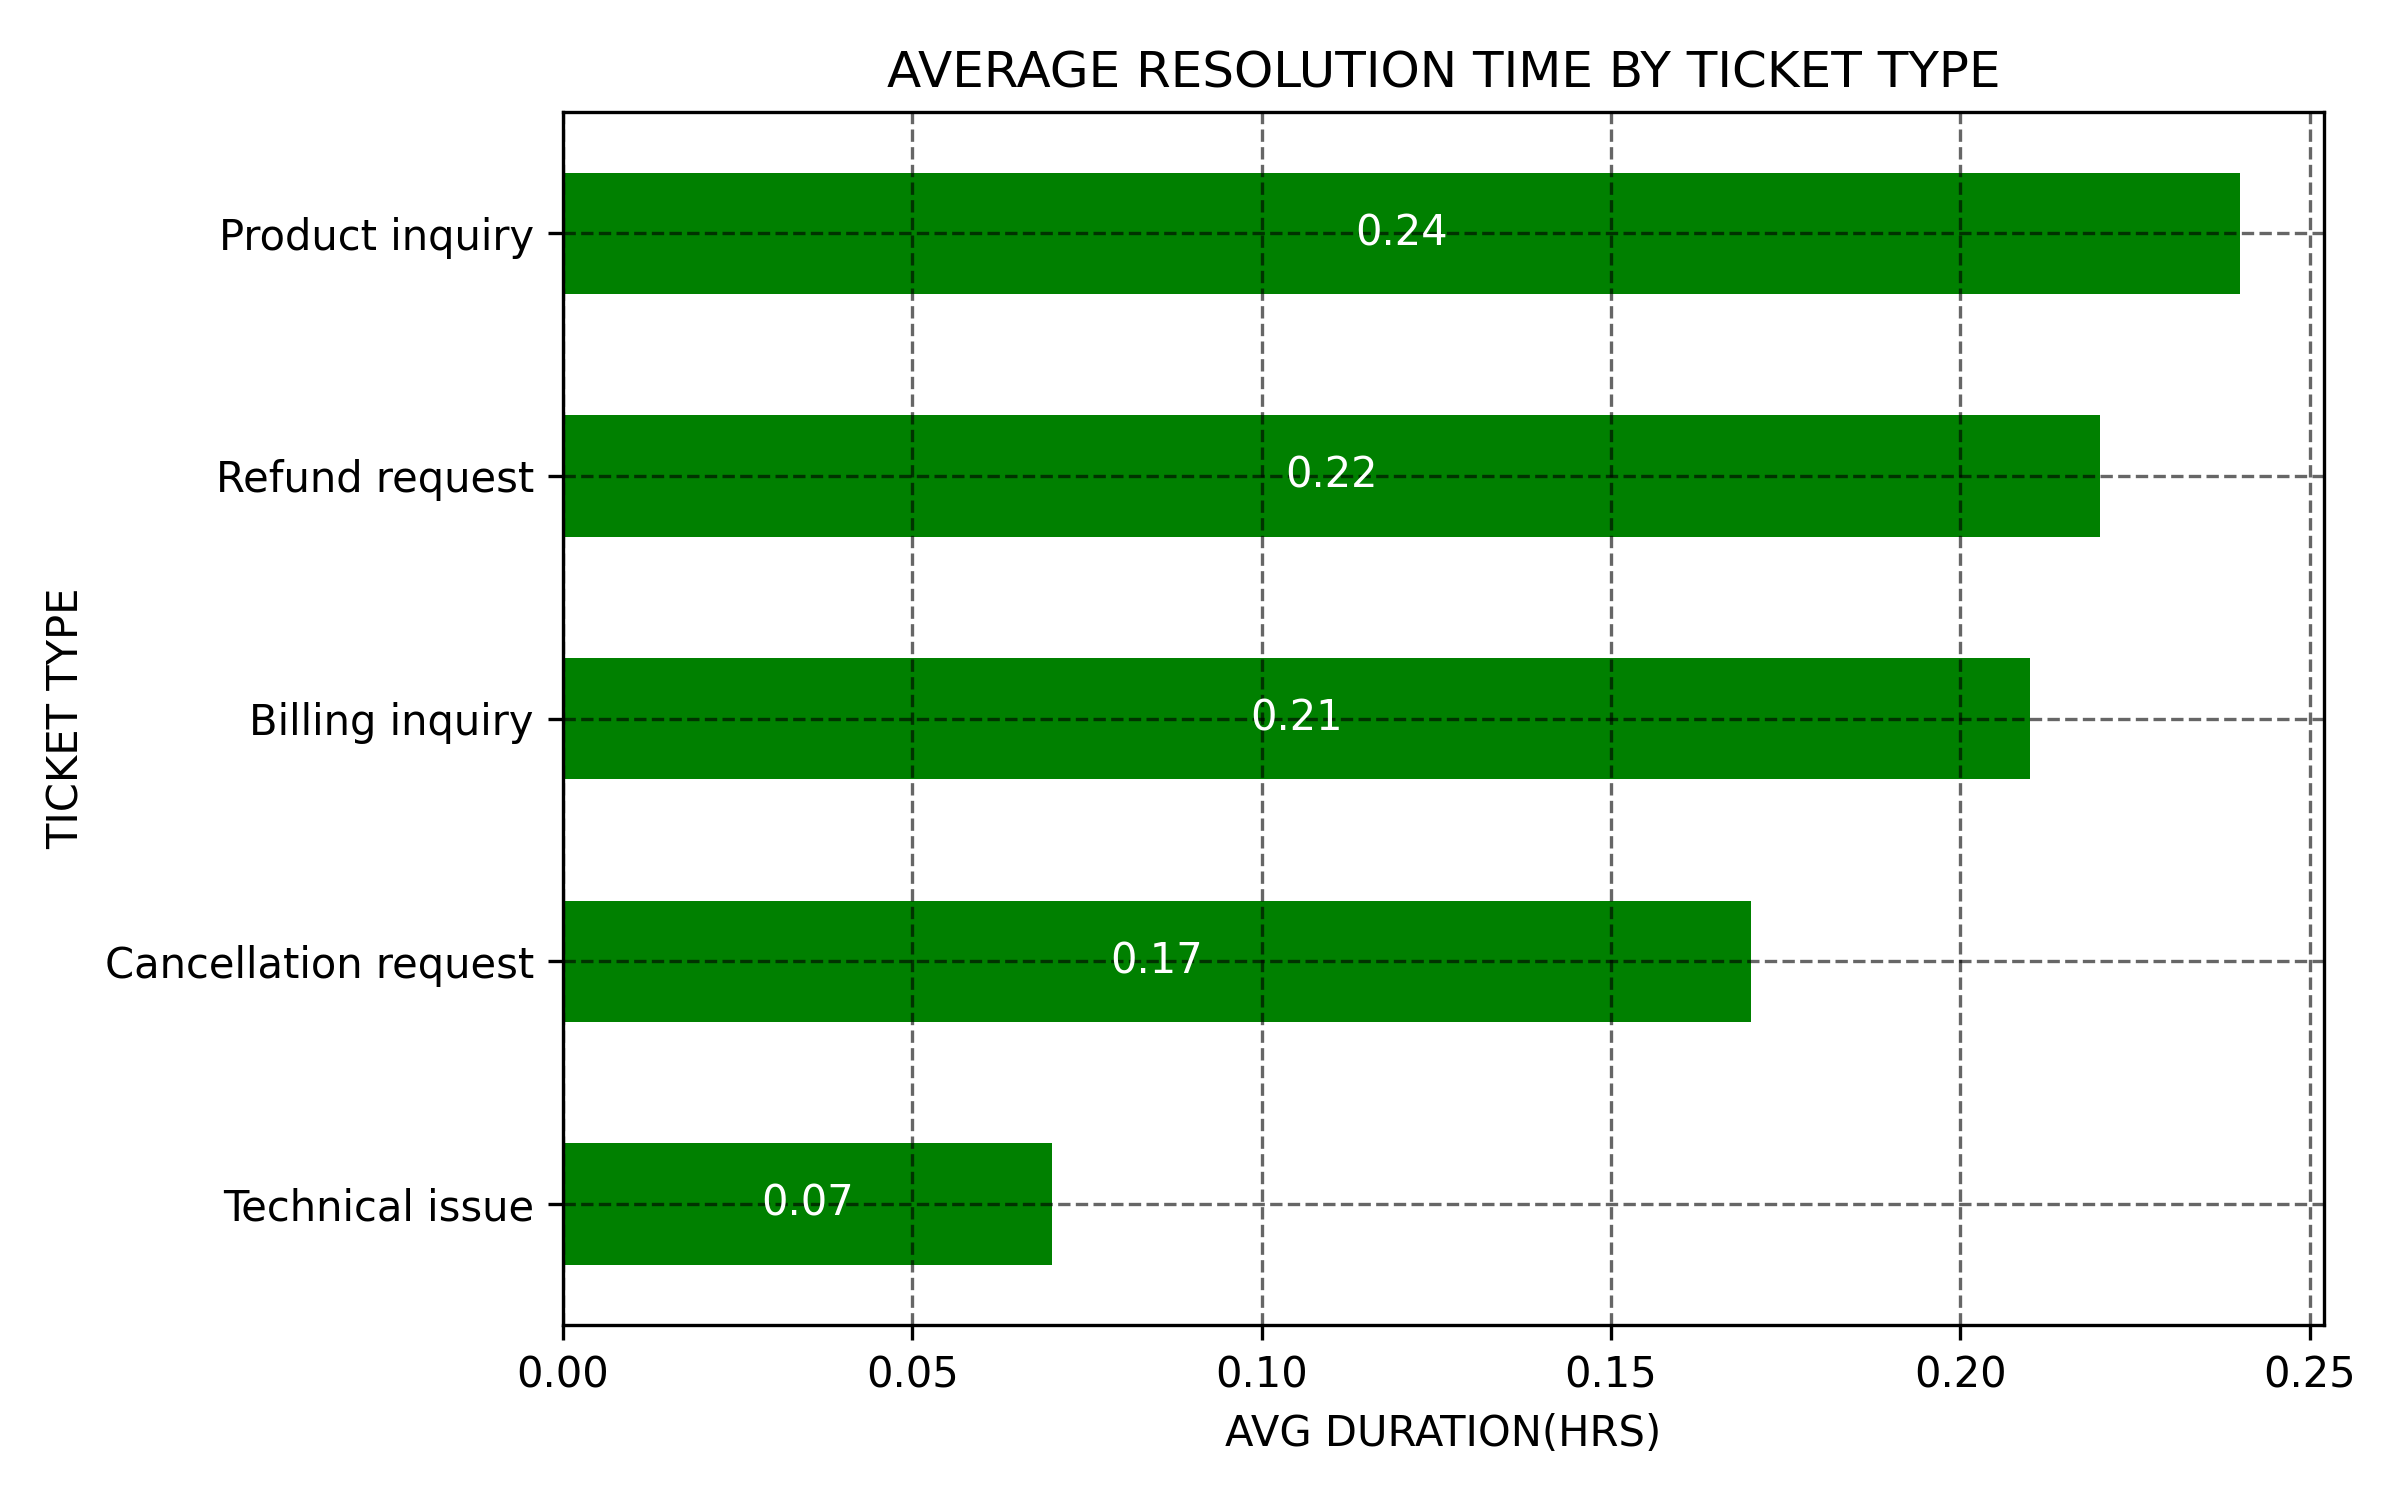 AVERAGE RESOLUTION TIME BY TICKET TYPE
Product inquiry
0.24
Refund request
0.22
Billing inquiry
0.21
Cancellation request
0.17
Technical issue
0.07
TICKET TYPE
0.00 0.05 0.10 0.15 0.20 0.25
AVG DURATION(HRS)